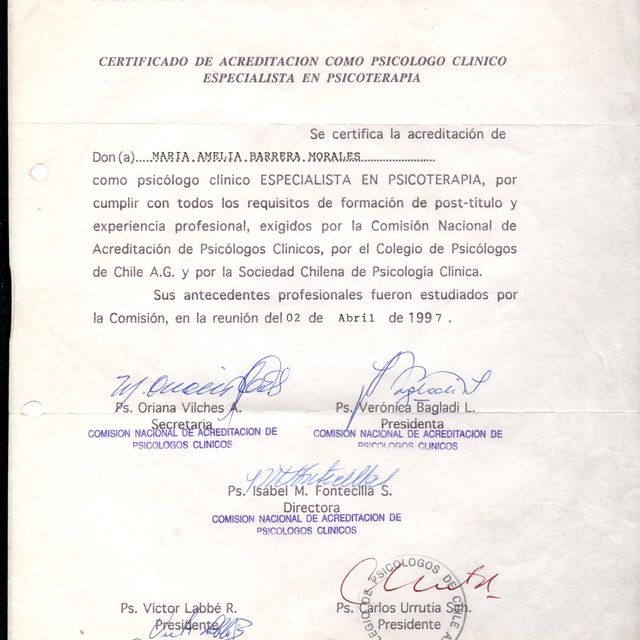 CERTIFICADO DE ACREDITACION COMO PSICOLOGO CLINICO
ESPECIALISTA EN PSICOTERAPIA
Se certifica la acreditación de
Don (a)....MARIA.AMELIA.BARRERA.MORALES....................
como psicólogo clínico ESPECIALISTA EN PSICOTERAPIA, por
cumplir con todos los requisitos de formación de post-título y
experiencia profesional, exigidos por la Comisión Nacional de
Acreditación de Psicólogos Clínicos, por el Colegio de Psicólogos
de Chile A.G. y por la Sociedad Chilena de Psicología Clínica.
Sus antecedentes profesionales fueron estudiados por
la Comisión, en la reunión del 02 de Abril de 1997.
Ps. Oriana Vilches A.
Secretaria
COMISION NACIONAL DE ACREDITACION DE
PSICOLOGOS CLINICOS
Ps. Verónica Bagladi L.
Presidenta
COMISION NACIONAL DE ACREDITACION DE
PSICOLOGOS CLINICOS
Ps. Isabel M. Fontecilla S.
Directora
COMISION NACIONAL DE ACREDITACION DE
PSICOLOGOS CLINICOS
Ps. Víctor Labbé R.
Presidente
Ps. Carlos Urrutia Sch.
Presidente
COLEGIO DE PSICOLOGOS DE CHILE A